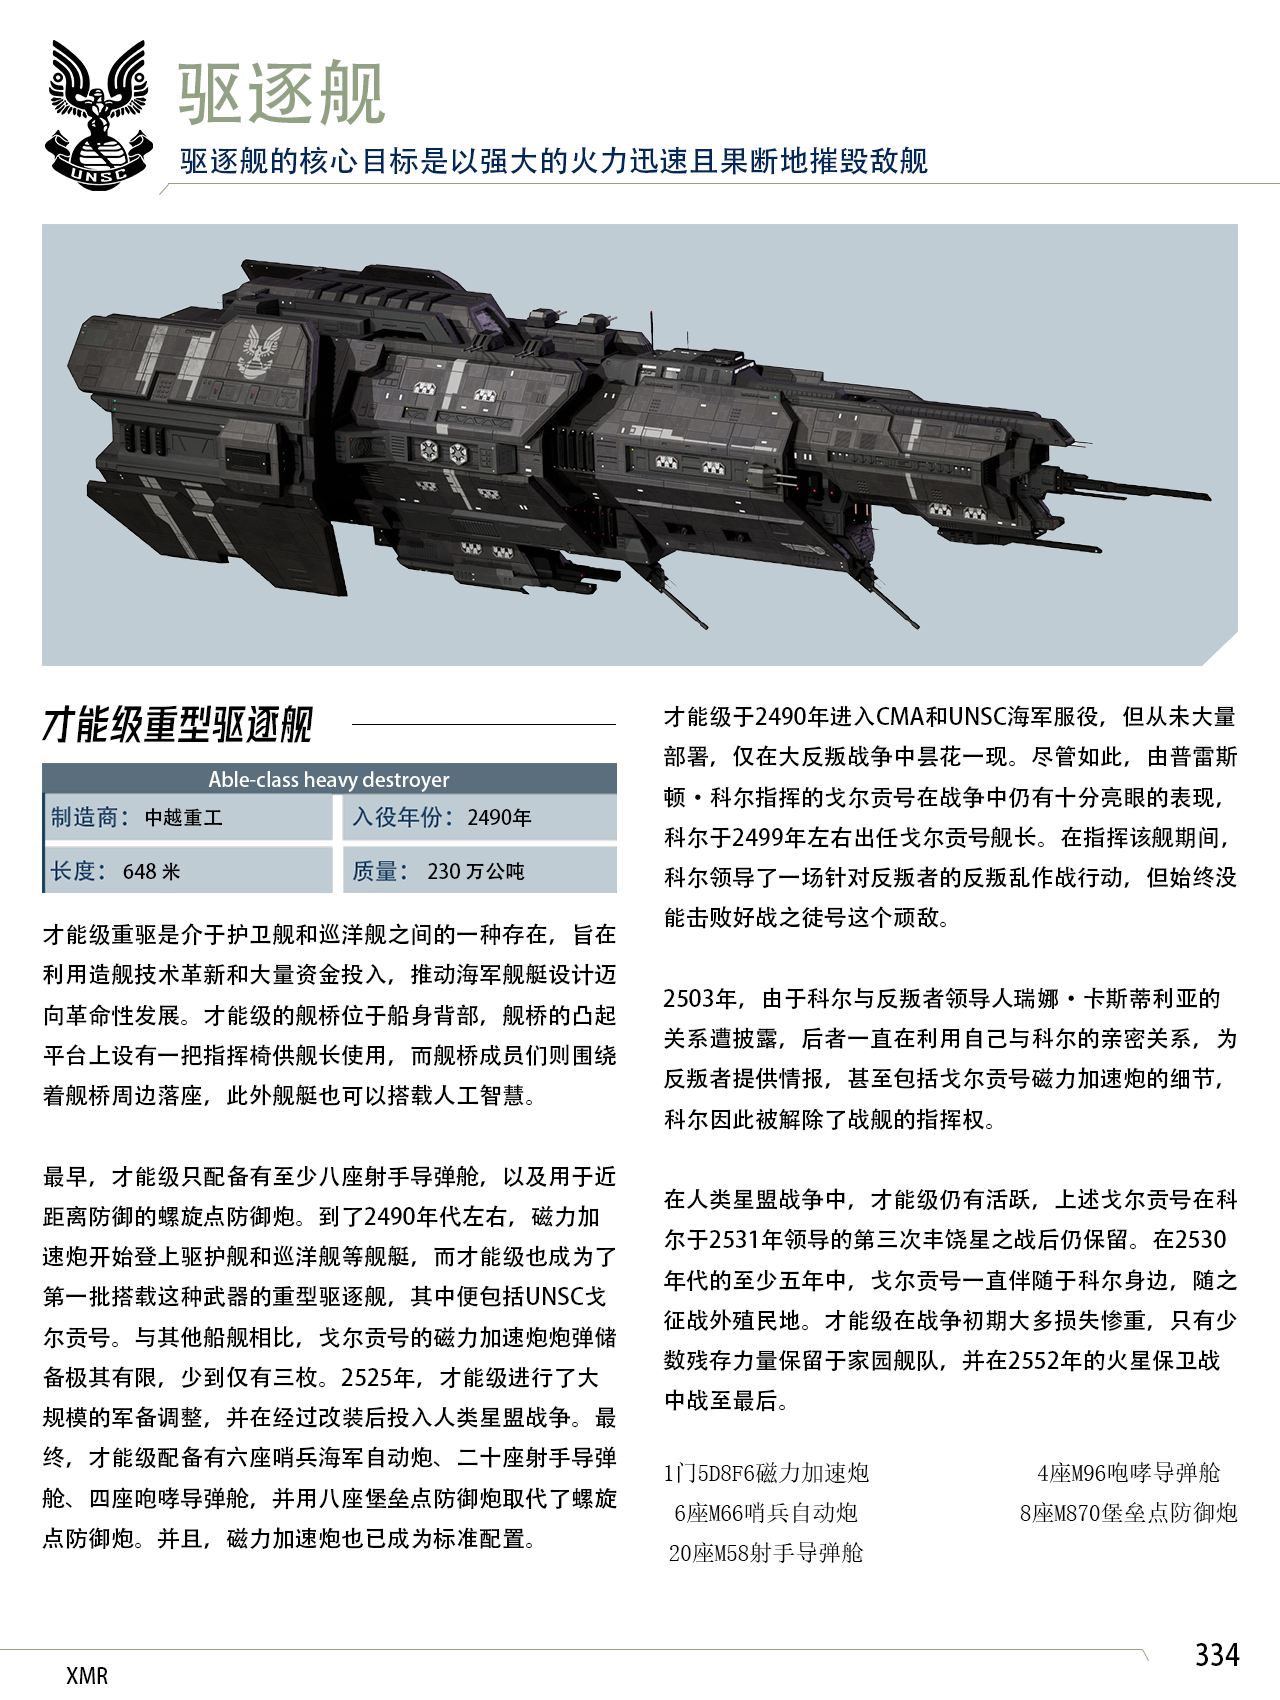 驱逐舰
驱逐舰的核心目标是以强大的火力迅速且果断地摧毁敌舰
UNSC
才能级重型驱逐舰
Able-class heavy destroyer
制造商：中越重工
入役年份：2490年
长度：648 米
质量：230 万公吨
才能级重驱是介于护卫舰和巡洋舰之间的一种存在，旨在
利用造舰技术革新和大量资金投入，推动海军舰艇设计迈
向革命性发展。才能级的舰桥位于船身背部，舰桥的凸起
平台上设有一把指挥椅供舰长使用，而舰桥成员们则围绕
着舰桥周边落座，此外舰艇也可以搭载人工智慧。
最早，才能级只配备有至少八座射手导弹舱，以及用于近
距离防御的螺旋点防御炮。到了2490年代左右，磁力加
速炮开始登上驱护舰和巡洋舰等舰艇，而才能级也成为了
第一批搭载这种武器的重型驱逐舰，其中便包括UNSC戈
尔贡号。与其他船舰相比，戈尔贡号的磁力加速炮炮弹储
备极其有限，少到仅有三枚。2525年，才能级进行了大
规模的军备调整，并在经过改装后投入人类星盟战争。最
终，才能级配备有六座哨兵海军自动炮、二十座射手导弹
舱、四座咆哮导弹舱，并用八座堡垒点防御炮取代了螺旋
点防御炮。并且，磁力加速炮也已成为标准配置。
才能级于2490年进入CMA和UNSC海军服役，但从未大量
部署，仅在大反叛战争中昙花一现。尽管如此，由普雷斯
顿·科尔指挥的戈尔贡号在战争中仍有十分亮眼的表现，
科尔于2499年左右出任戈尔贡号舰长。在指挥该舰期间，
科尔领导了一场针对反叛者的反叛乱作战行动，但始终没
能击败好战之徒号这个顽敌。
2503年，由于科尔与反叛者领导人瑞娜·卡斯蒂利亚的
关系遭披露，后者一直在利用自己与科尔的亲密关系，为
反叛者提供情报，甚至包括戈尔贡号磁力加速炮的细节，
科尔因此被解除了战舰的指挥权。
在人类星盟战争中，才能级仍有活跃，上述戈尔贡号在科
尔于2531年领导的第三次丰饶星之战后仍保留。在2530
年代的至少五年中，戈尔贡号一直伴随于科尔身边，随之
征战外殖民地。才能级在战争初期大多损失惨重，只有少
数残存力量保留于家园舰队，并在2552年的火星保卫战
中战至最后。
1门5D8F6磁力加速炮
4座M96咆哮导弹舱
6座M66哨兵自动炮
8座M870堡垒点防御炮
20座M58射手导弹舱
334
XMR